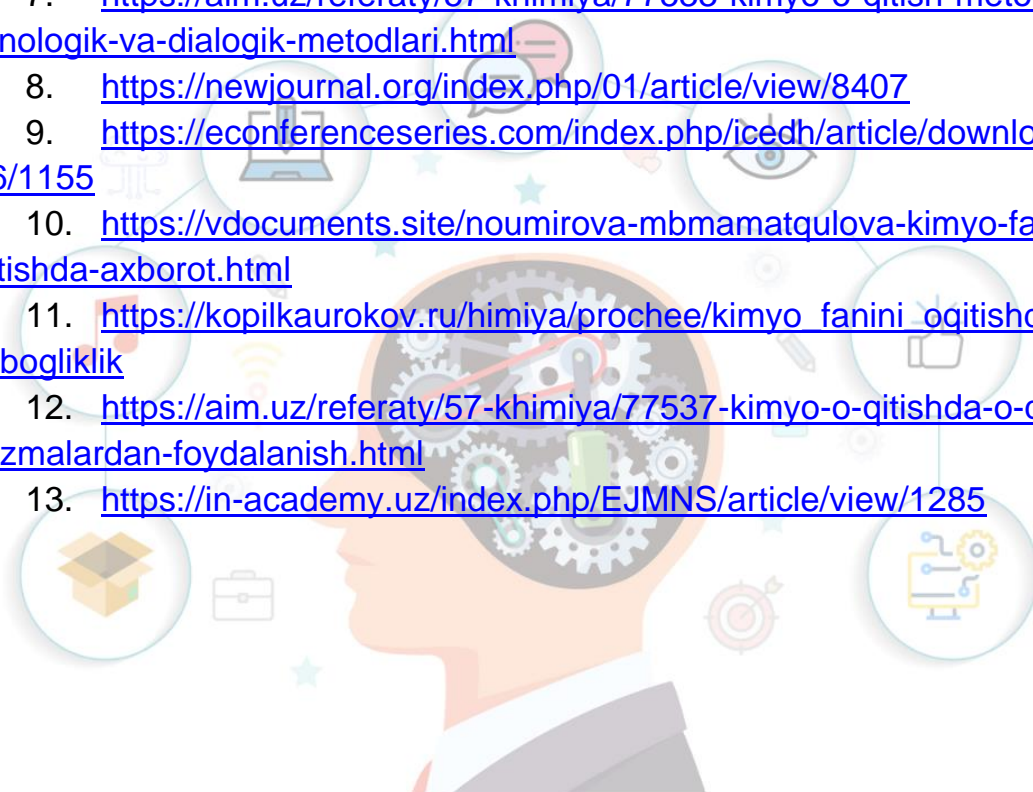 7.
nologik-va-dialogik-metodlari.html
8. https://newjournal.org/index.php/01/article/view/8407
9. https://econferenceseries.com/index.php/icedh/article/downlo
6/1155
10. https://vdocuments.site/noumirova-mbmamatqulova-kimyo-fa
tishda-axborot.html
11. https://kopilkaurokov.ru/himiya/prochee/kimyo_fanini_oqitishd
bogliklik
12. https://aim.uz/referaty/57-khimiya/77537-kimyo-o-qitishda-o-q
zmalardan-foydalanish.html
13. https://in-academy.uz/index.php/EJMNS/article/view/1285